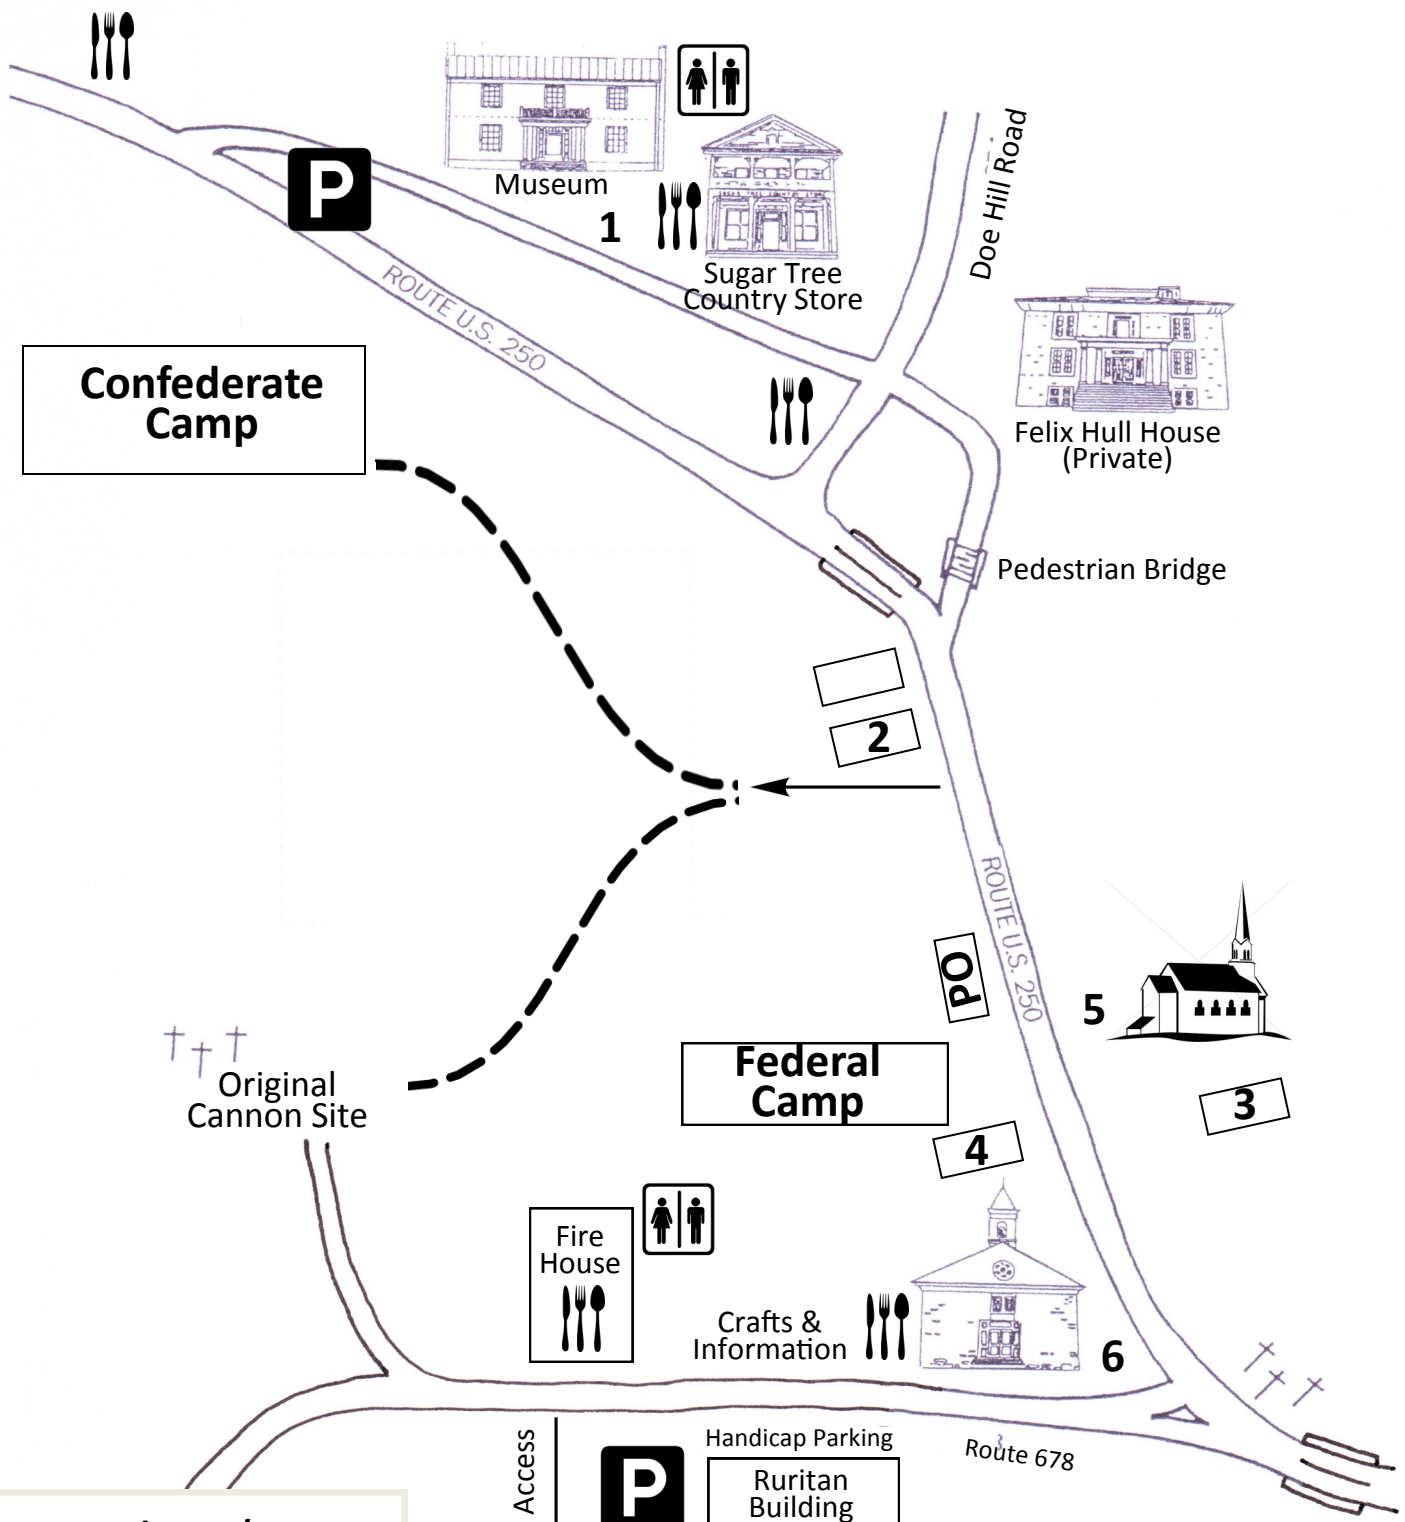 Museum
1
Sugar Tree
Country Store
Doe Hill Road
P
ROUTE U.S. 250
Confederate
Camp
Felix Hull House
(Private)
Pedestrian Bridge
2
ROUTE U.S. 250
PO
5
Federal
Camp
3
4
Original
Cannon Site
Fire
House
Crafts &
Information
6
Access
P
Handicap Parking
Ruritan
Building
Route 678